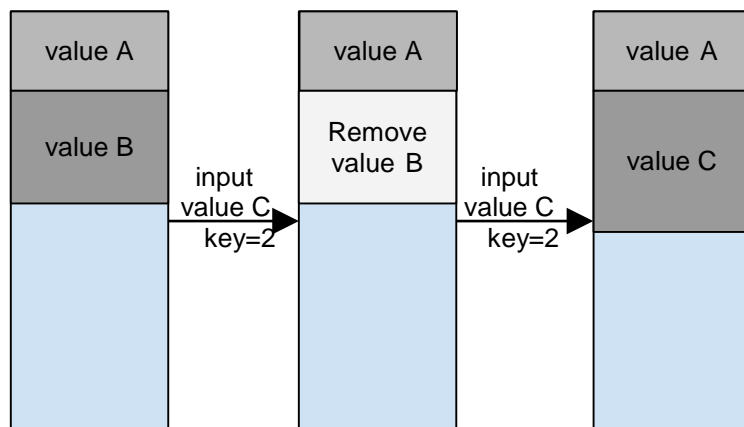 value A
value B
input
value C
key=2
value A
Remove
value B
input
value C
key=2
value A
value C